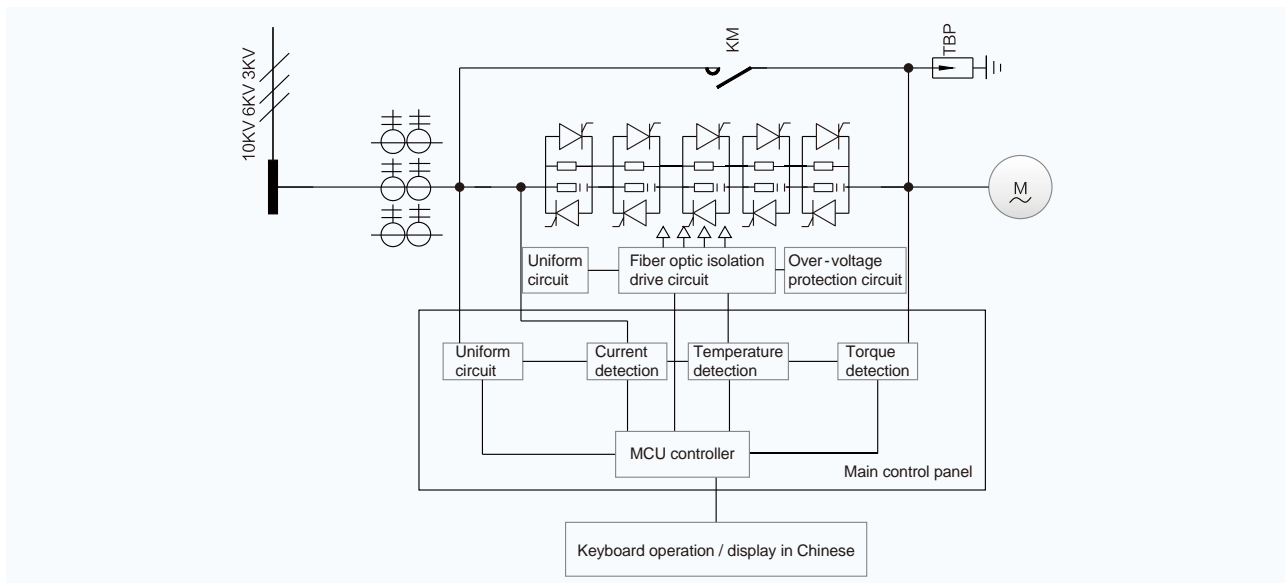 10KV 6KV 3KV
KM
TBP
M
Uniform
circuit
Fiber optic isolation
drive circuit
Over-voltage
protection circuit
Uniform
circuit
Current
detection
Temperature
detection
Torque
detection
MCU controller
Main control panel
Keyboard operation / display in Chinese